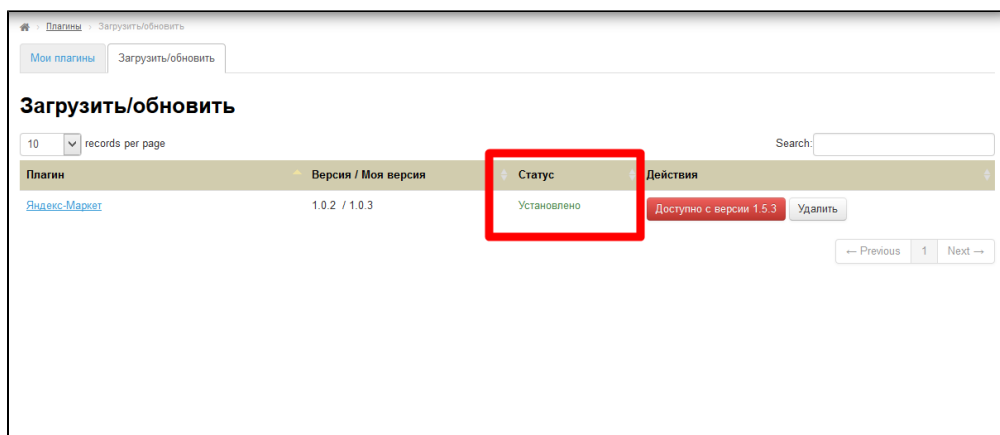 Плагины > Загрузить/обновить
Мои плагины Загрузить/обновить
Загрузить/обновить
10 records per page Search:
Плагин Версия / Моя версия Статус Действия
Яндекс-Маркет 1.0.2 / 1.0.3 Установлено Доступно с версии 1.5.3 Удалить
← Previous 1 Next →